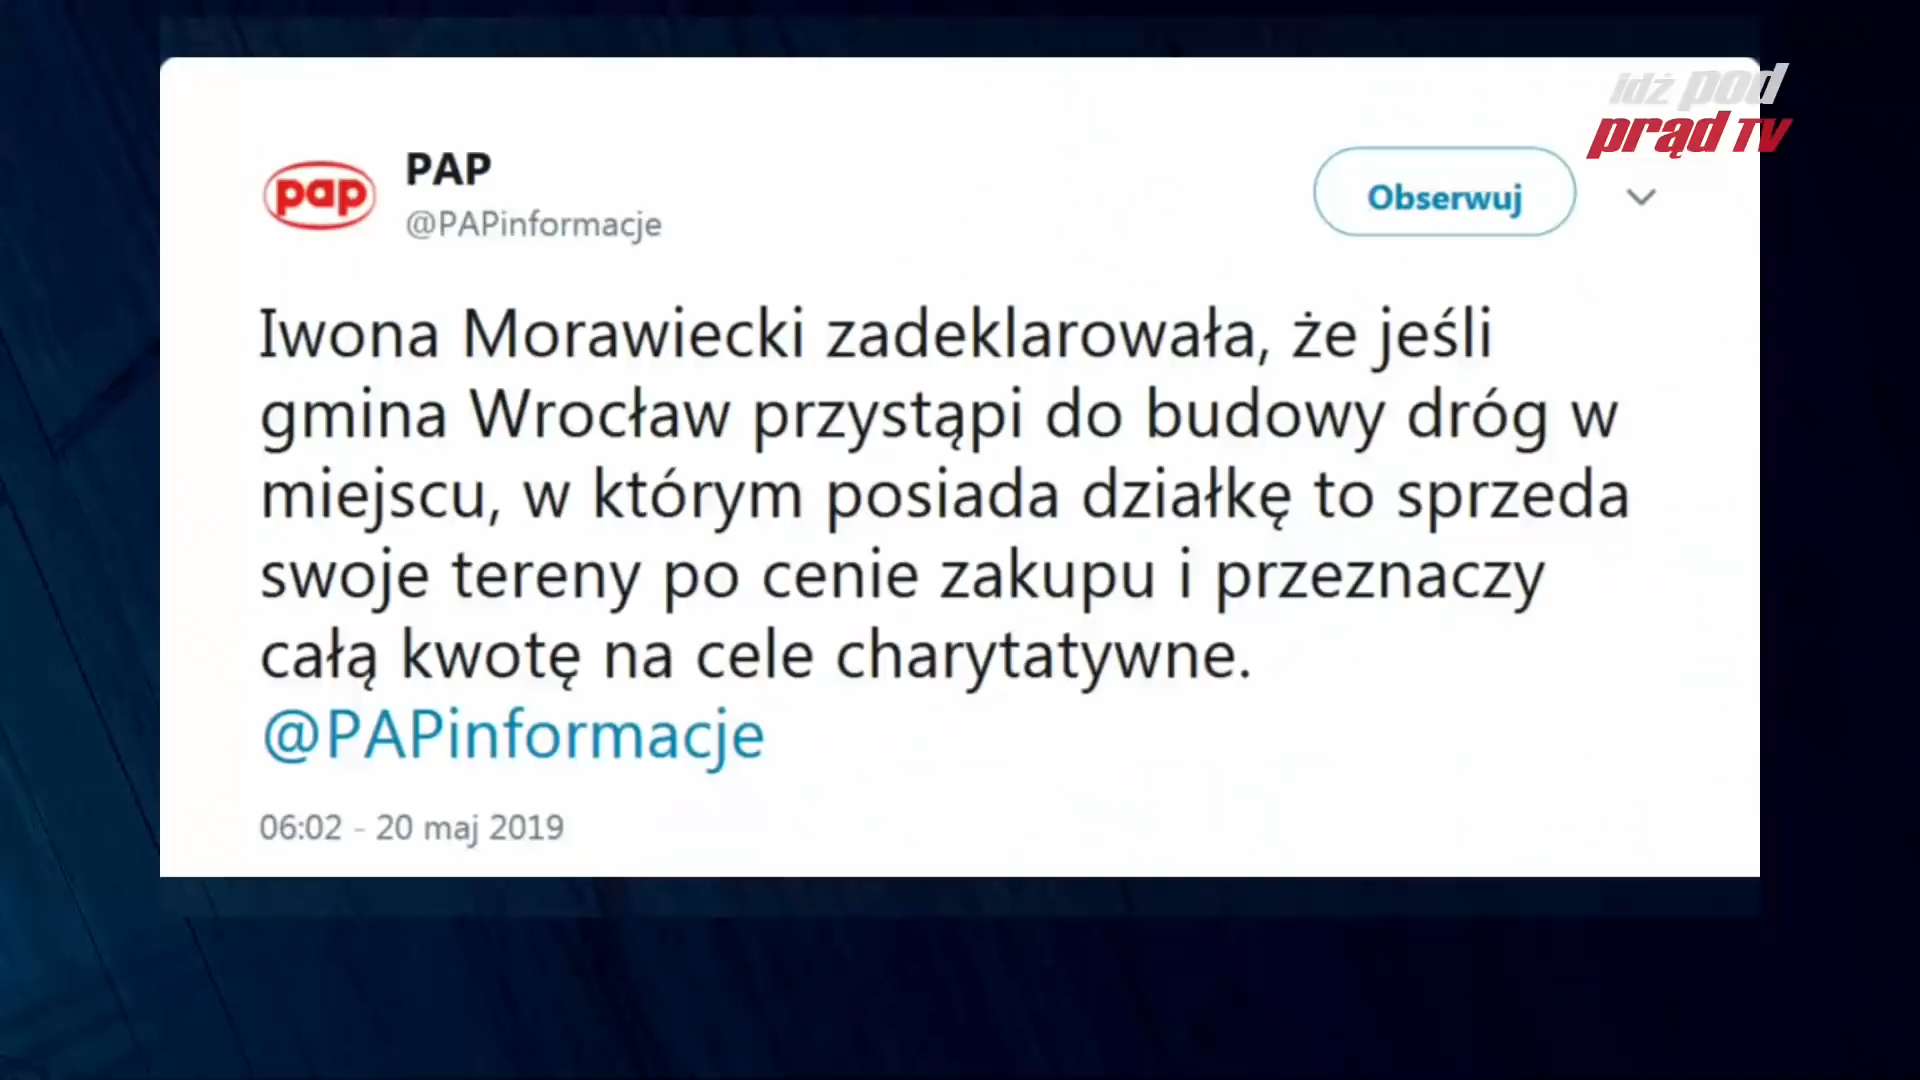 idź pod
prąd TV
pap
PAP
@PAPinformacje
Obserwuj
Iwona Morawiecki zadeklarowała, że jeśli
gmina Wrocław przystąpi do budowy dróg w
miejscu, w którym posiada działkę to sprzeda
swoje tereny po cenie zakupu i przeznaczy
całą kwotę na cele charytatywne.
@PAPinformacje
06:02 - 20 maj 2019